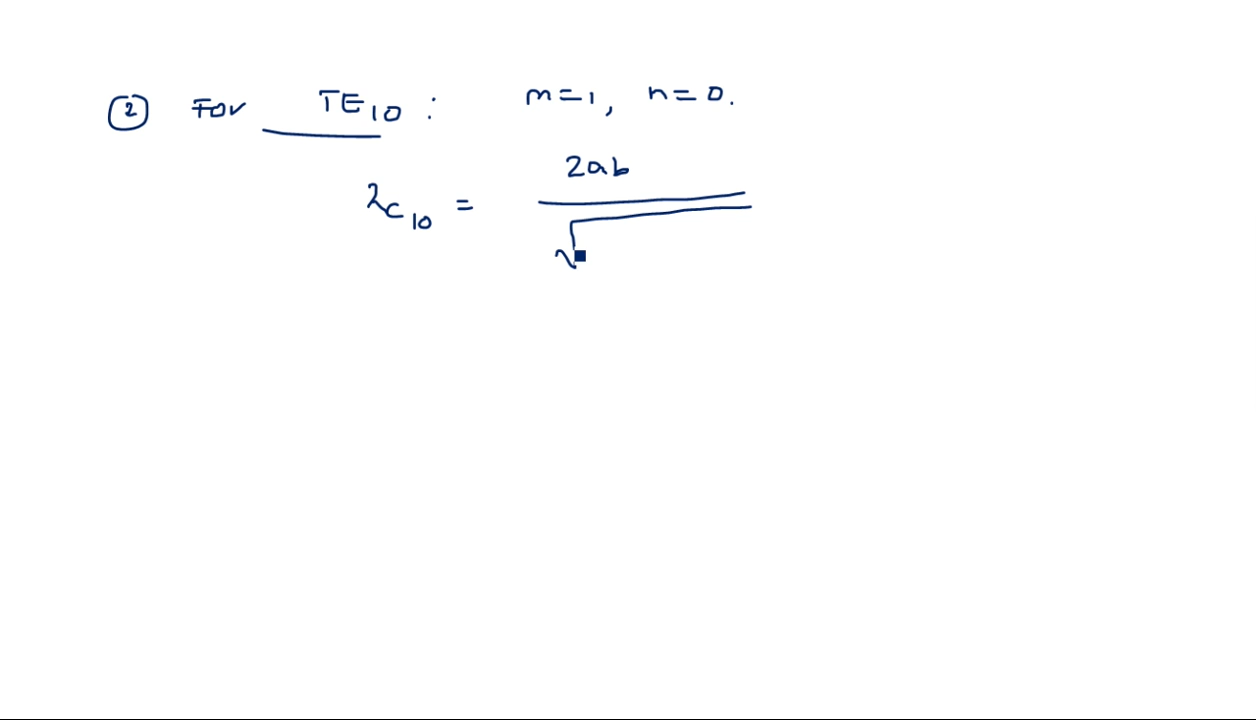 ② For TE₁₀ : m=1, n=0.
λc₁₀ = 2ab / √